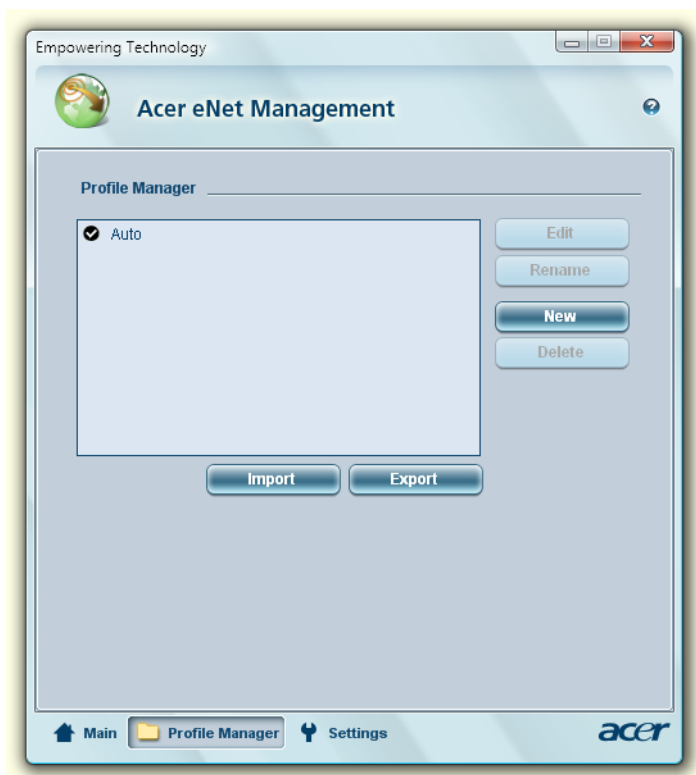 Empowering Technology
Acer eNet Management
Profile Manager
Auto
Edit
Rename
New
Delete
Import Export
Main Profile Manager Settings acer